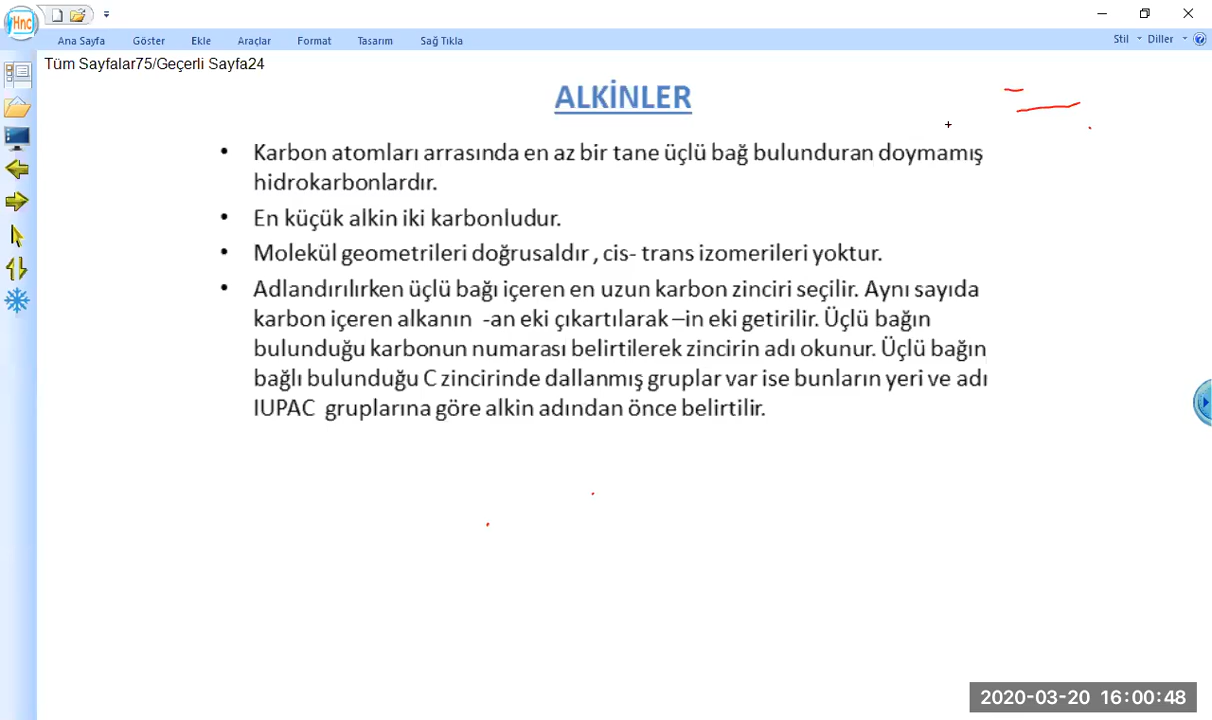 Hnc
Ana Sayfa Göster Ekle Araçlar Format Tasarım Sağ Tıkla Stil Diller
Tüm Sayfalar75/Geçerli Sayfa24
ALKİNLER
• Karbon atomları arrasında en az bir tane üçlü bağ bulunduran doymamış
hidrokarbonlardır.
• En küçük alkin iki karbonludur.
• Molekül geometrileri doğrusaldır , cis- trans izomerileri yoktur.
• Adlandırılırken üçlü bağı içeren en uzun karbon zinciri seçilir. Aynı sayıda
karbon içeren alkanın -an eki çıkartılarak –in eki getirilir. Üçlü bağın
bulunduğu karbonun numarası belirtilerek zincirin adı okunur. Üçlü bağın
bağlı bulunduğu C zincirinde dallanmış gruplar var ise bunların yeri ve adı
IUPAC gruplarına göre alkin adından önce belirtilir.
2020-03-20 16:00:48